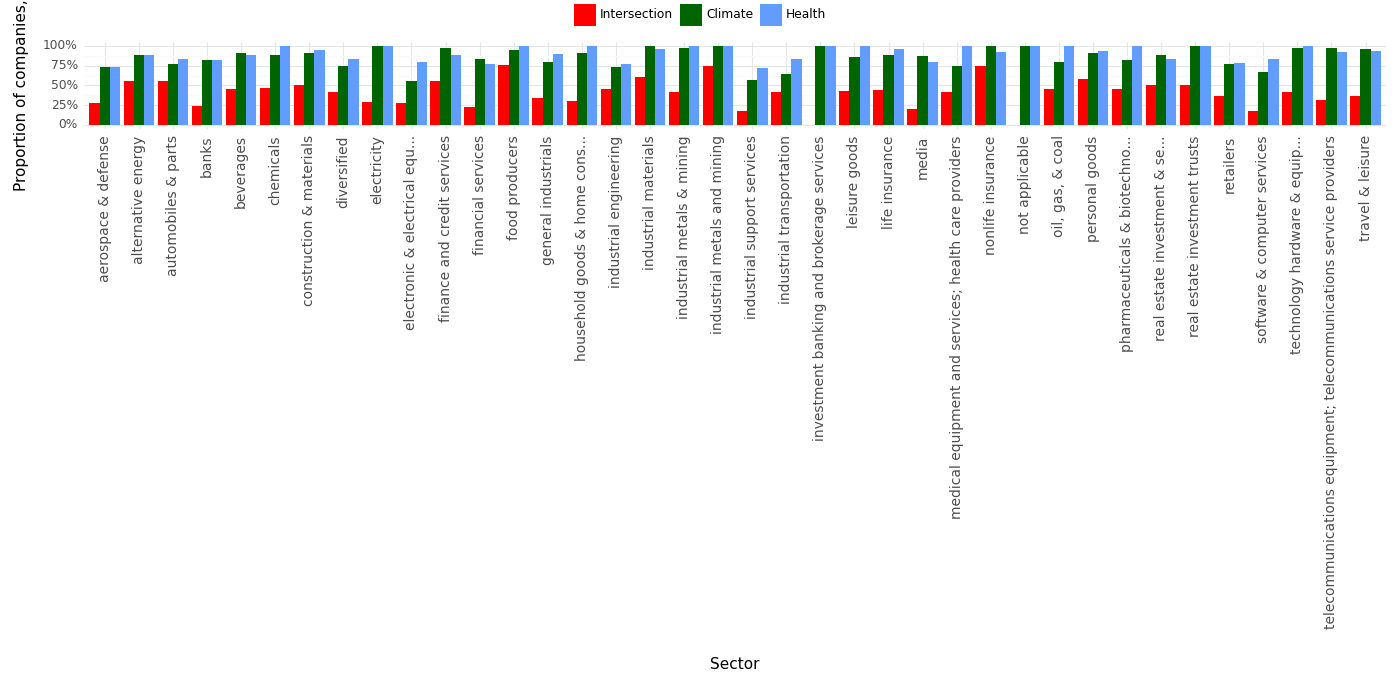 Intersection
Climate
Health
Proportion of companies,
100%
75%
50%
25%
0%
aerospace & defense
alternative energy
automobiles & parts
banks
beverages
chemicals
construction & materials
diversified
electricity
electronic & electrical equ...
finance and credit services
financial services
food producers
general industrials
household goods & home cons...
industrial engineering
industrial materials
industrial metals & mining
industrial metals and mining
industrial support services
industrial transportation
investment banking and brokerage services
leisure goods
life insurance
media
medical equipment and services; health care providers
nonlife insurance
not applicable
oil, gas, & coal
personal goods
pharmaceuticals & biotechno...
real estate investment & se...
real estate investment trusts
retailers
software & computer services
technology hardware & equip...
telecommunications equipment; telecommunications service providers
travel & leisure
Sector